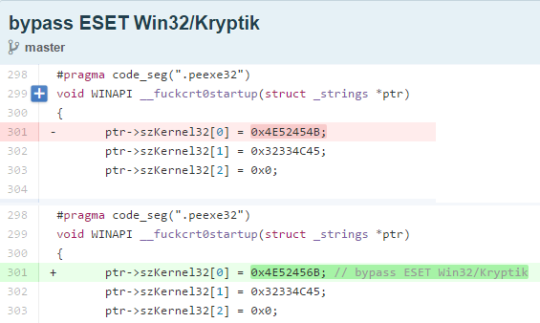 bypass ESET Win32/Kryptik
master
298 #pragma code_seg(".peexe32")
299 void WINAPI __fuckcrt0startup(struct _strings *ptr)
300 {
301 - ptr->szKernel32[0] = 0x4E52454B;
302 ptr->szKernel32[1] = 0x32334C45;
303 ptr->szKernel32[2] = 0x0;
304
298 #pragma code_seg(".peexe32")
299 void WINAPI __fuckcrt0startup(struct _strings *ptr)
300 {
301 + ptr->szKernel32[0] = 0x4E52456B; // bypass ESET Win32/Kryptik
302 ptr->szKernel32[1] = 0x32334C45;
303 ptr->szKernel32[2] = 0x0;